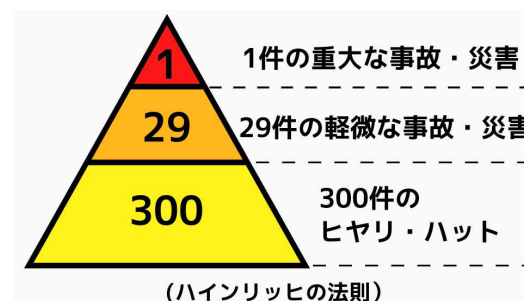 1
1件の重大な事故・災害
29
29件の軽微な事故・災害
300
300件の
ヒヤリ・ハット
(ハインリッヒの法則)